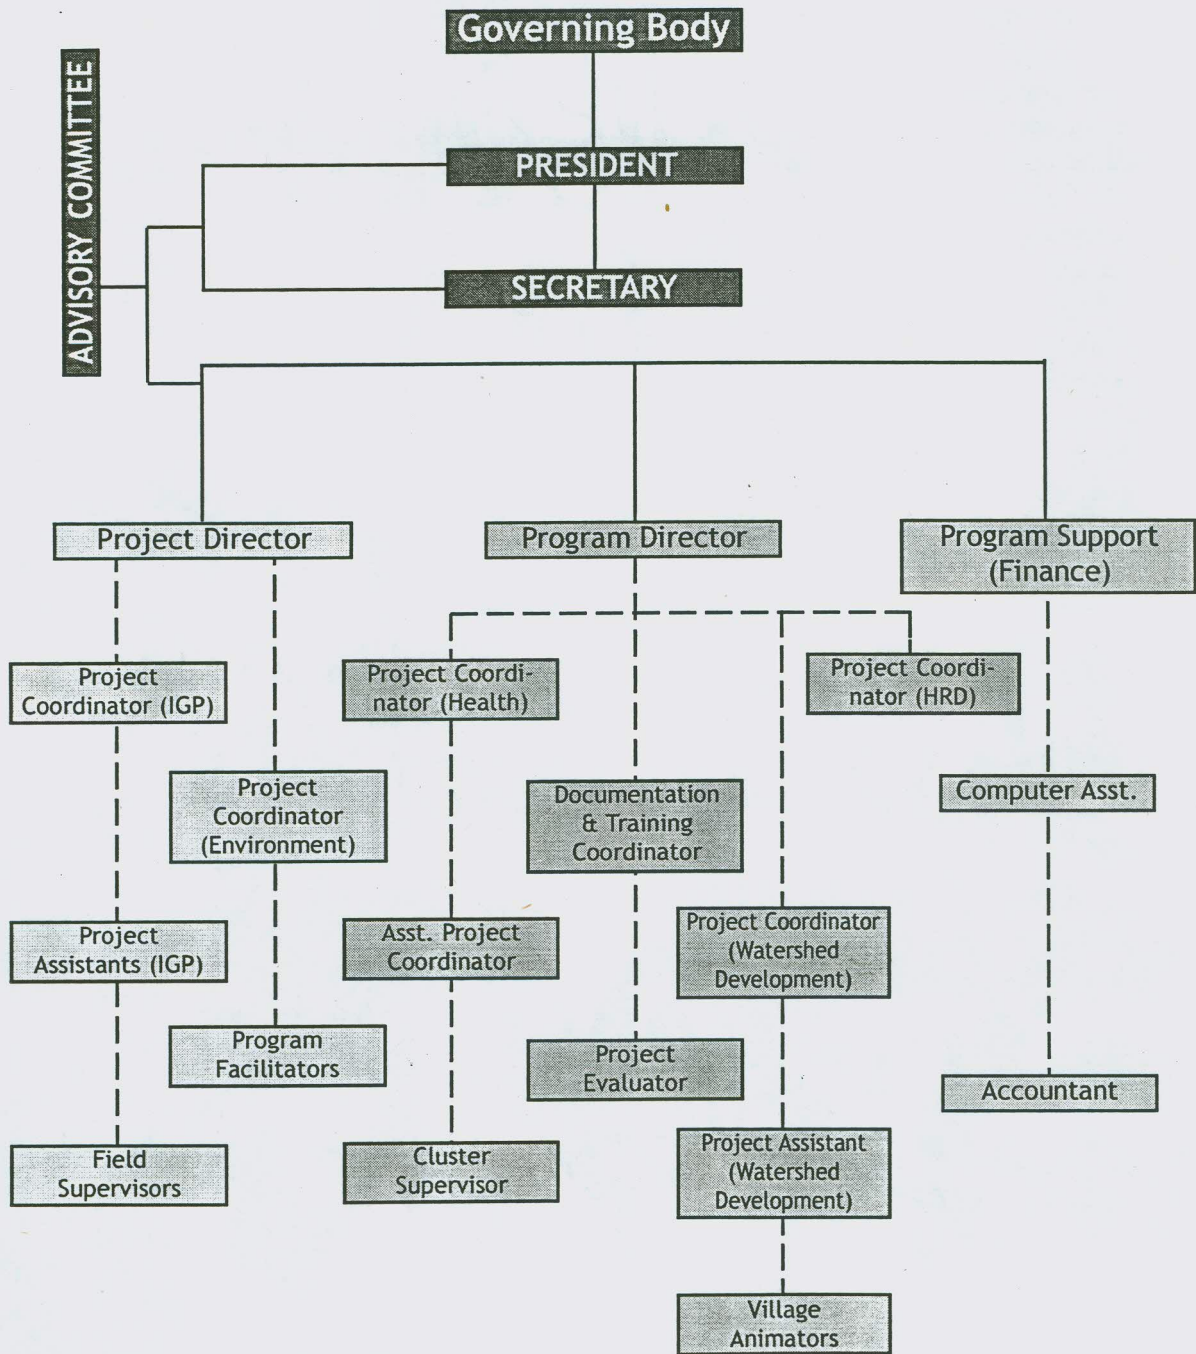 Governing Body
ADVISORY COMMITTEE
PRESIDENT
SECRETARY
Project Director
Program Director
Program Support
(Finance)
Project
Coordinator (IGP)
Project Coordi-
nator (Health)
Project Coordi-
nator (HRD)
Project
Coordinator
(Environment)
Documentation
& Training
Coordinator
Computer Asst.
Project
Assistants (IGP)
Asst. Project
Coordinator
Project Coordinator
(Watershed
Development)
Program
Facilitators
Project
Evaluator
Accountant
Field
Supervisors
Cluster
Supervisor
Project Assistant
(Watershed
Development)
Village
Animators